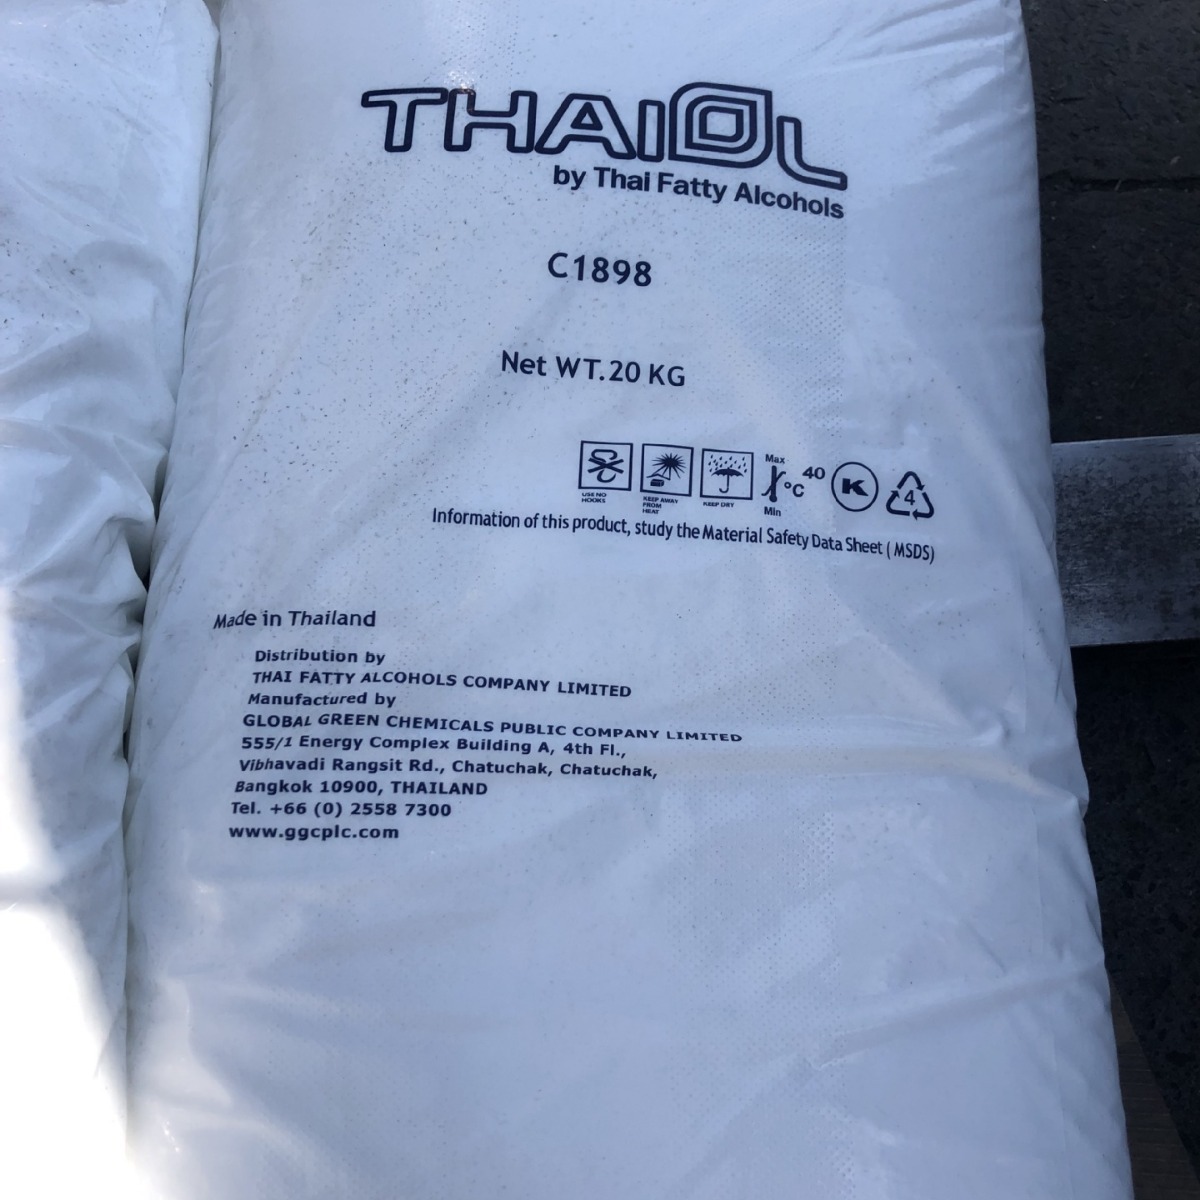 THAIOL
by Thai Fatty Alcohols
C1898
Net WT.20 KG
USE NO HOOKS
KEEP AWAY FROM HEAT
KEEP DRY
Max 40 °C Min
K
4
Information of this product, study the Material Safety Data Sheet ( MSDS)
Made in Thailand
Distribution by
THAI FATTY ALCOHOLS COMPANY LIMITED
Manufactured by
GLOBAL GREEN CHEMICALS PUBLIC COMPANY LIMITED
555/1 Energy Complex Building A, 4th Fl.,
Vibhavadi Rangsit Rd., Chatuchak, Chatuchak,
Bangkok 10900, THAILAND
Tel. +66 (0) 2558 7300
www.ggcplc.com